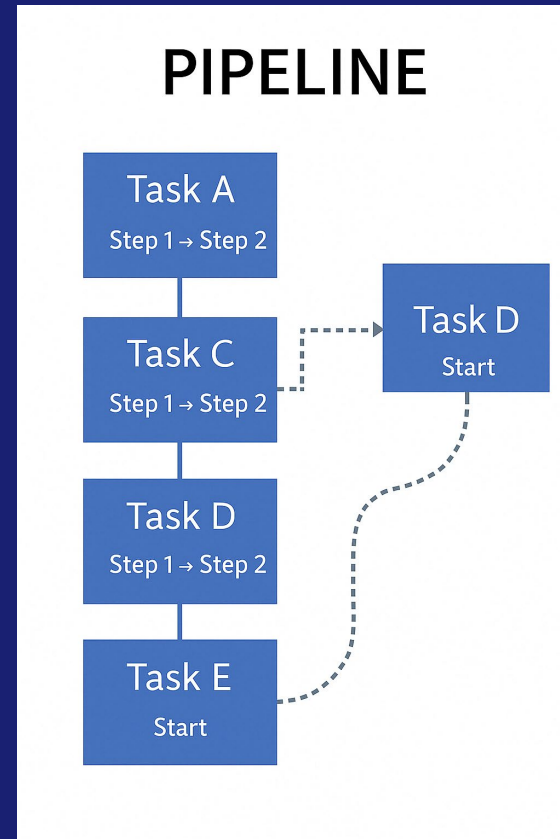 PIPELINE
Task A
Step 1 → Step 2
Task C
Step 1 → Step 2
Task D
Start
Task D
Step 1 → Step 2
Task E
Start